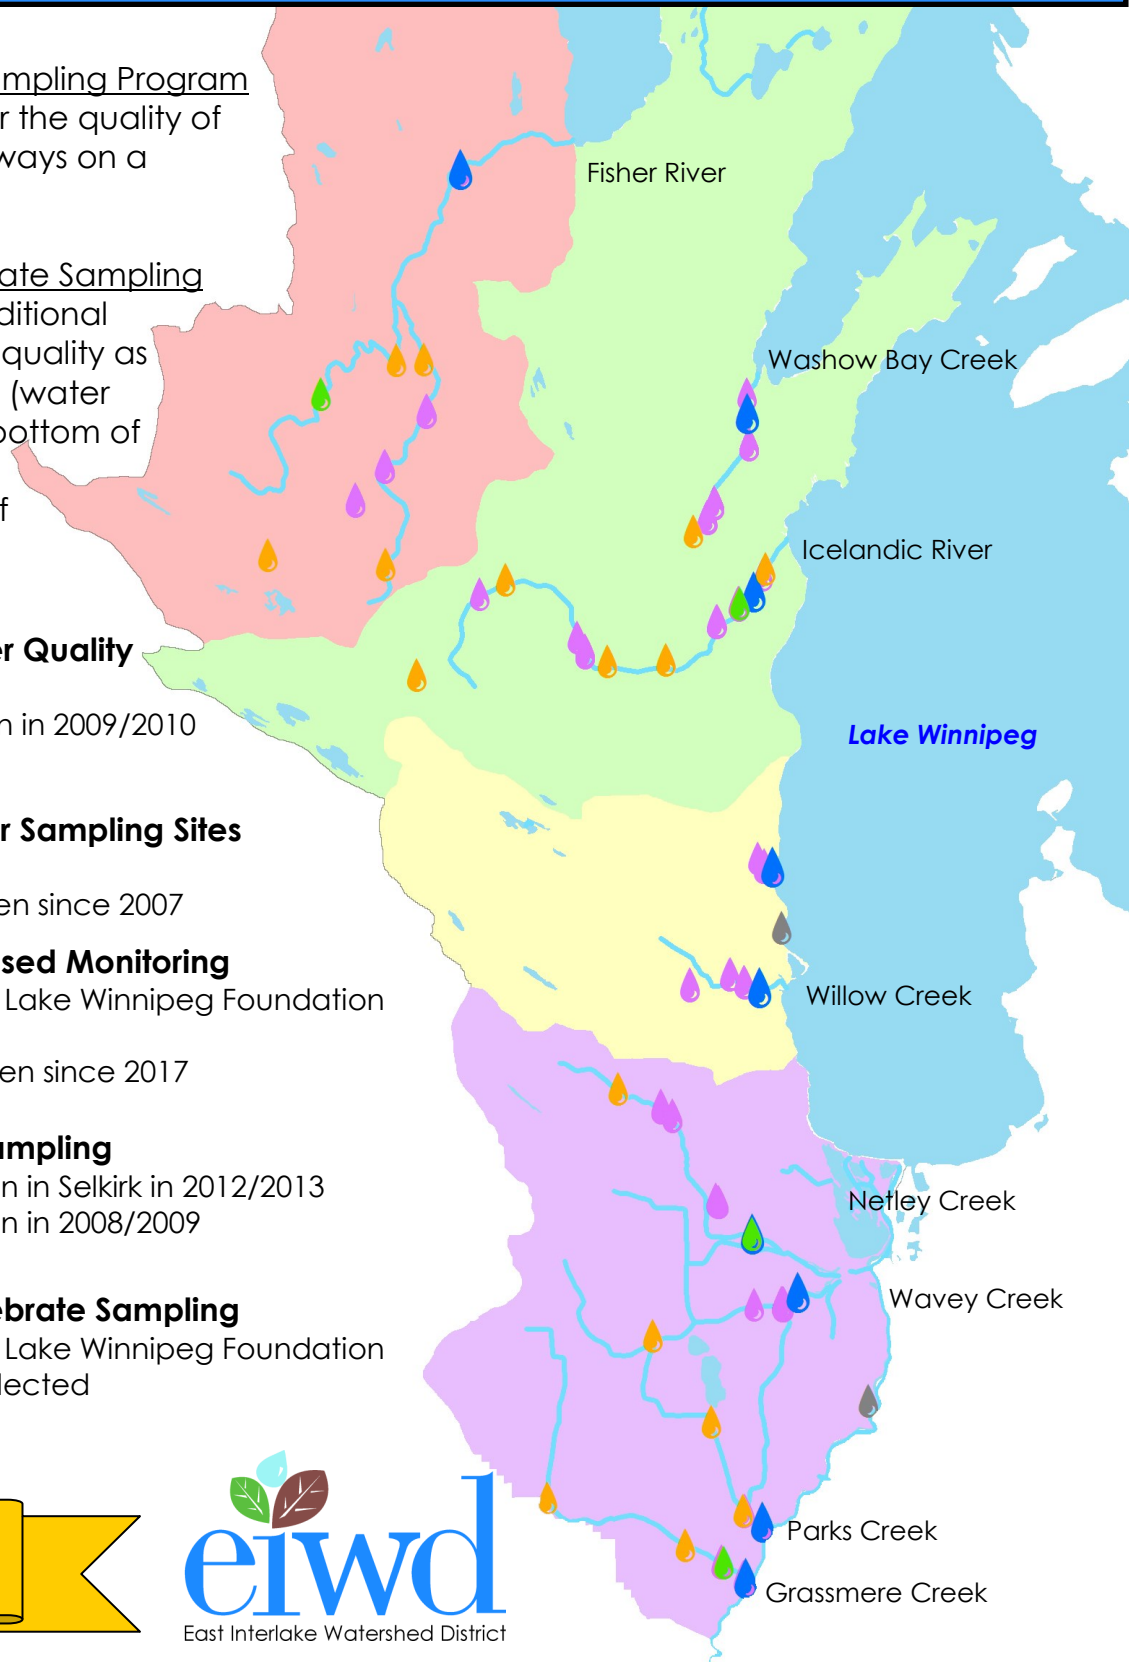 mpling Program
r the quality of
ways on a
ate Sampling
ditional
quality as
(water
bottom of
f
r Quality
n in 2009/2010
r Sampling Sites
en since 2007
sed Monitoring
Lake Winnipeg Foundation
en since 2017
ampling
n in Selkirk in 2012/2013
n in 2008/2009
ebrate Sampling
Lake Winnipeg Foundation
lected
Fisher River
Washow Bay Creek
Icelandic River
Lake Winnipeg
Willow Creek
Netley Creek
Wavey Creek
Parks Creek
Grassmere Creek
eiwd
East Interlake Watershed District